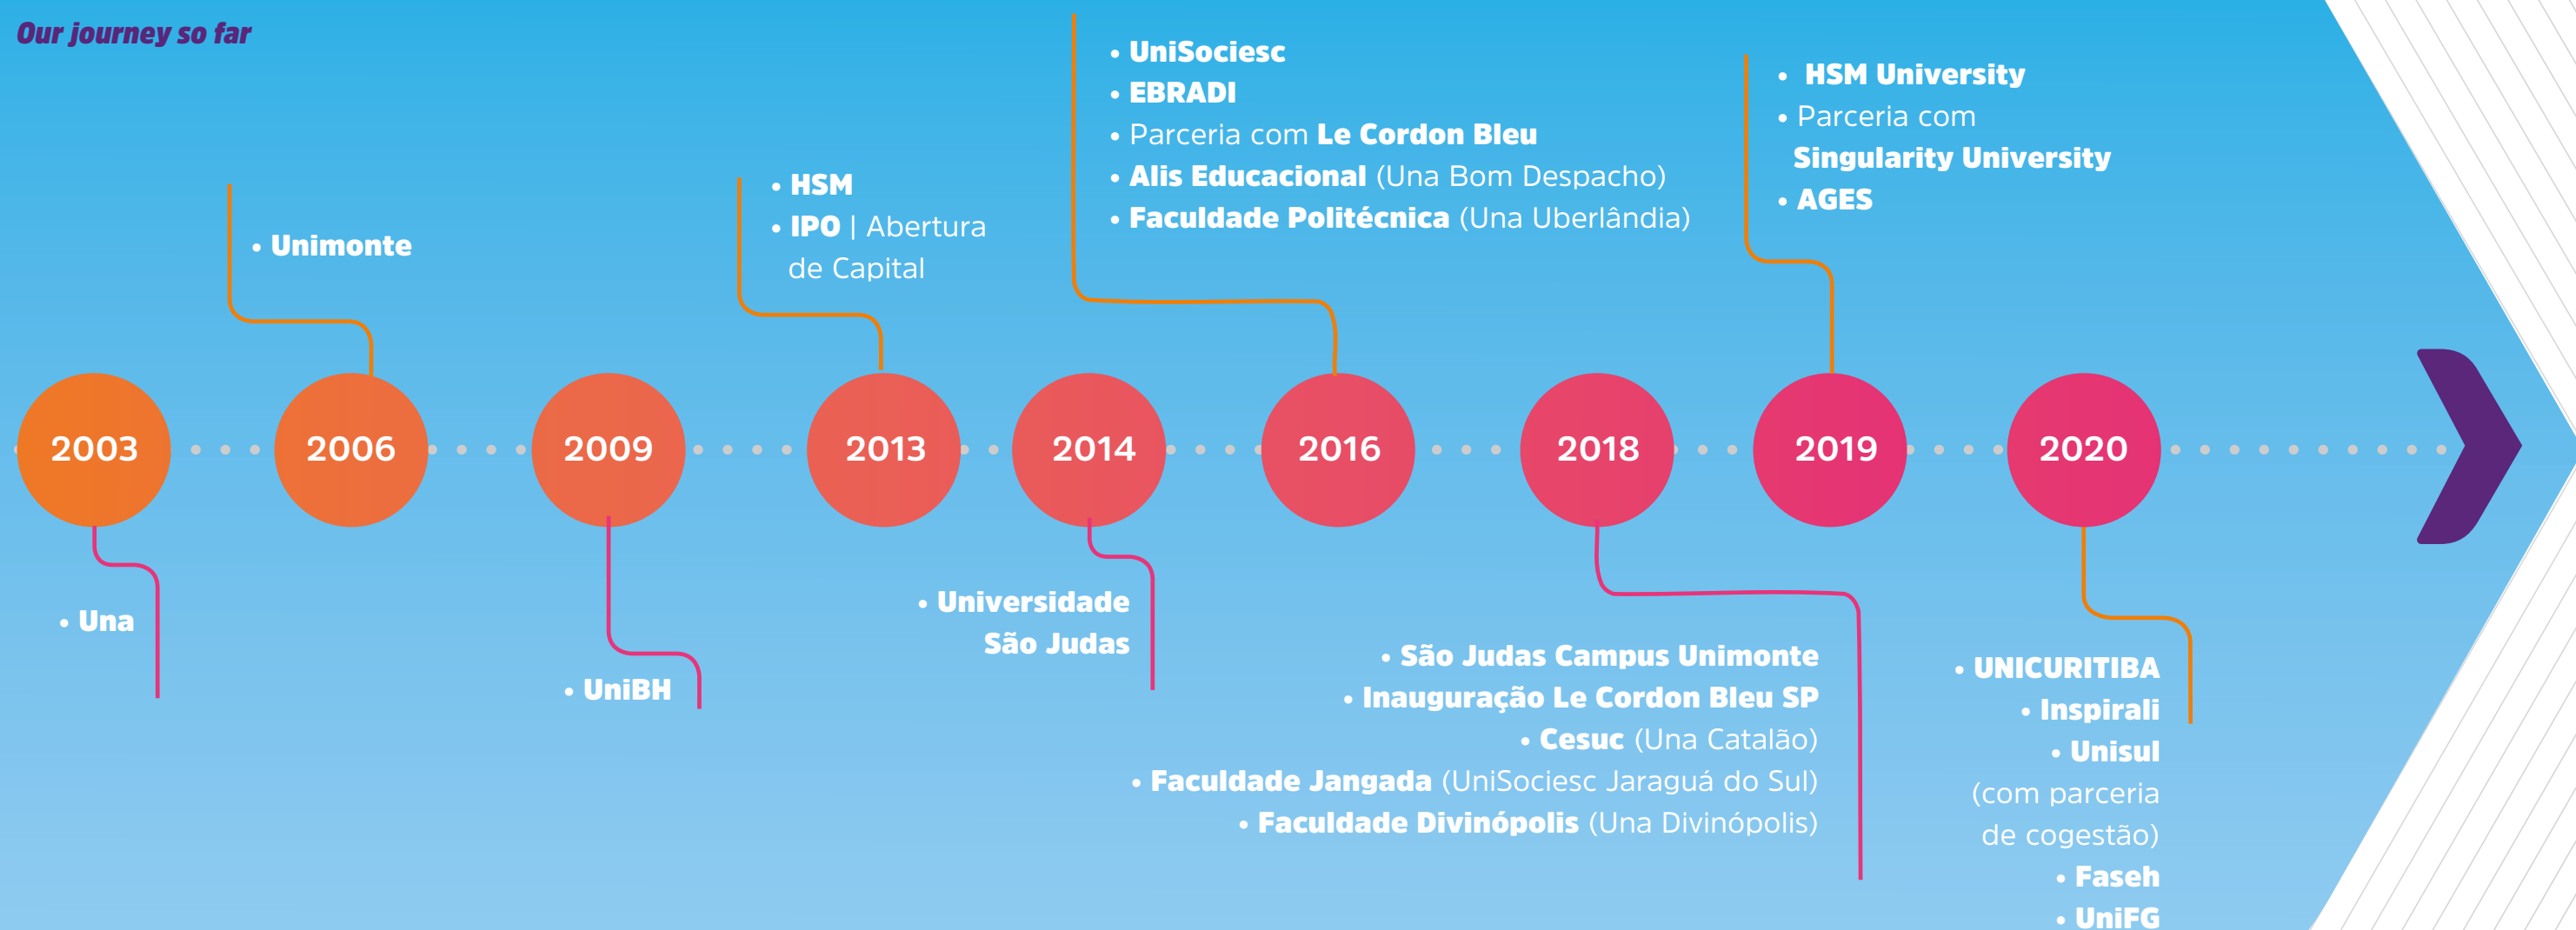 Our journey so far
2003
• Una
2006
• Unimonte
2009
• UniBH
2013
• HSM
• IPO | Abertura
de Capital
2014
• Universidade
São Judas
2016
• UniSociesc
• EBRADI
• Parceria com Le Cordon Bleu
• Alis Educacional (Una Bom Despacho)
• Faculdade Politécnica (Una Uberlândia)
2018
• São Judas Campus Unimonte
• Inauguração Le Cordon Bleu SP
• Cesuc (Una Catalão)
• Faculdade Jangada (UniSociesc Jaraguá do Sul)
• Faculdade Divinópolis (Una Divinópolis)
2019
• HSM University
• Parceria com
Singularity University
• AGES
2020
• UNICURITIBA
• Inspirali
• Unisul
(com parceria
de cogestão)
• Faseh
• UniFG